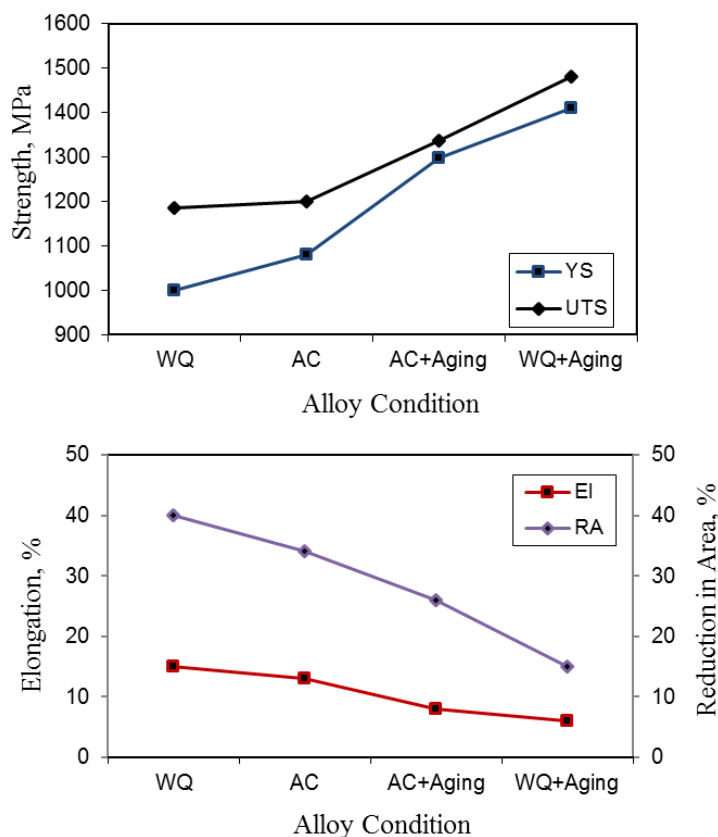 1600
1500
1400
1300
1200
1100
1000
900
Strength, MPa
YS
UTS
WQ AC AC+Aging WQ+Aging
Alloy Condition
50 50
40 40
30 30
20 20
10 10
0 0
Elongation, %
Reduction in Area, %
El
RA
WQ AC AC+Aging WQ+Aging
Alloy Condition